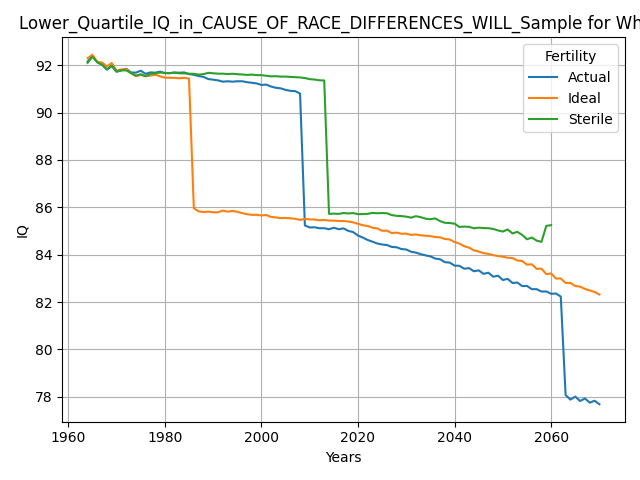 Lower_Quartile_IQ_in_CAUSE_OF_RACE_DIFFERENCES_WILL_Sample for Wh
Fertility
Actual
Ideal
Sterile
IQ
92
90
88
86
84
82
80
78
1960
1980
2000
2020
2040
2060
Years